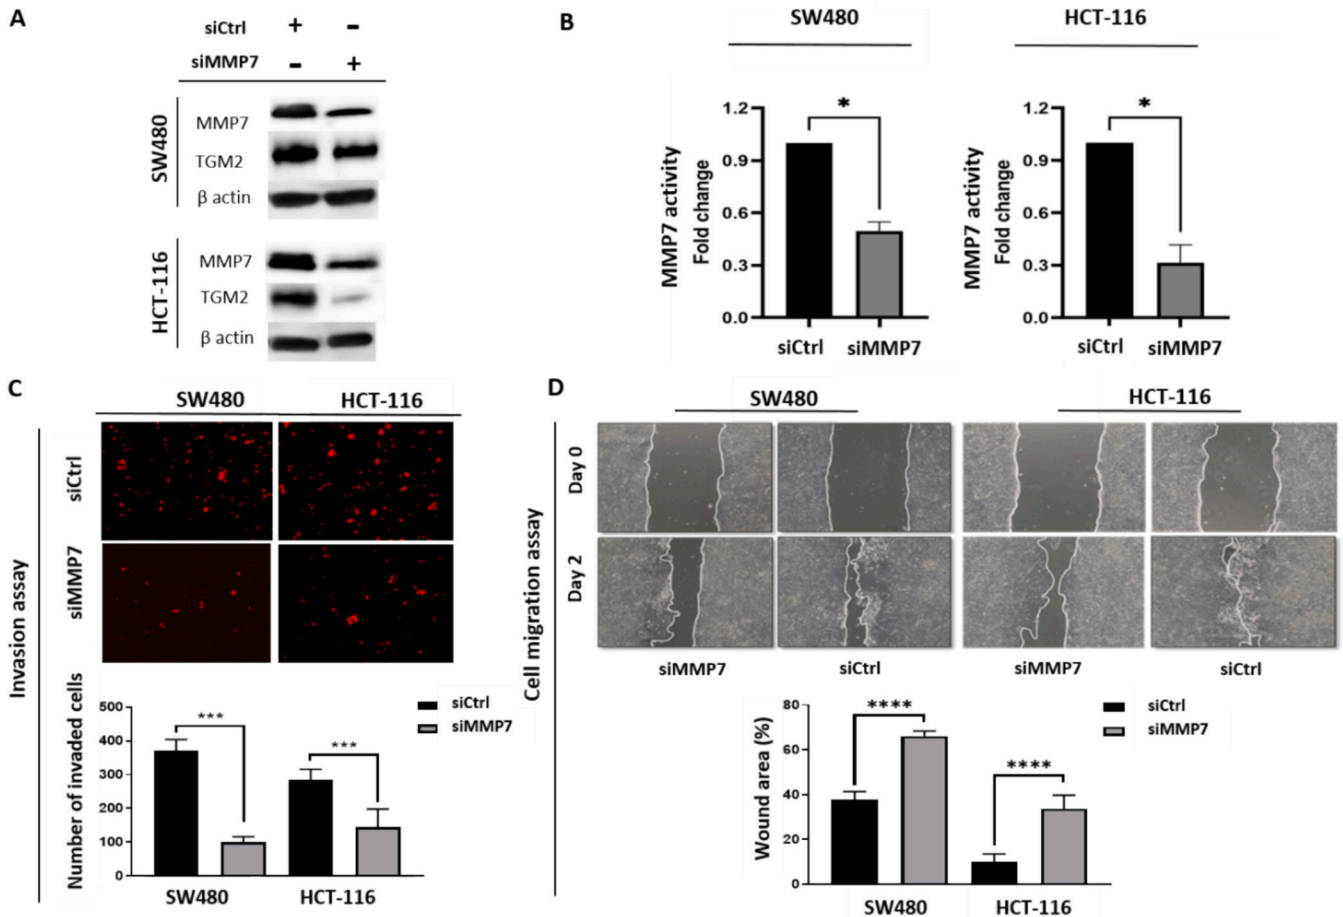 A
siCtrl + -
siMMP7 - +
SW480
MMP7
TGM2
β actin
HCT-116
MMP7
TGM2
β actin
B
SW480 HCT-116
MMP7 activity
Fold change
1.2
0.9
0.6
0.3
0.0
*
siCtrl siMMP7
MMP7 activity
Fold change
1.2
0.9
0.6
0.3
0.0
*
siCtrl siMMP7
C
SW480 HCT-116
Invasion assay
siCtrl
siMMP7
Number of invaded cells
500
400
300
200
100
0
*** ***
siCtrl
siMMP7
SW480 HCT-116
D
SW480 HCT-116
Cell migration assay
Day 0
Day 2
siMMP7 siCtrl siMMP7 siCtrl
Wound area (%)
80
60
40
20
0
**** ****
siCtrl
siMMP7
SW480 HCT-116